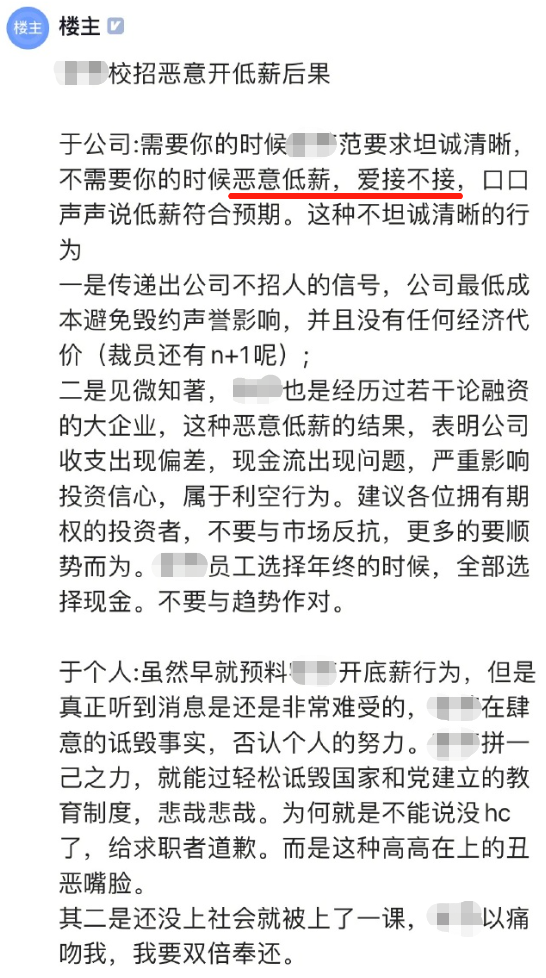 楼主
楼主
校招恶意开低薪后果
于公司:需要你的时候 范要求坦诚清晰，
不需要你的时候恶意低薪，爱接不接，口口
声声说低薪符合预期。这种不坦诚清晰的行
为
一是传递出公司不招人的信号，公司最低成
本避免毁约声誉影响，并且没有任何经济代
价（裁员还有n+1呢）;
二是见微知著， 也是经历过若干论融资
的大企业，这种恶意低薪的结果，表明公司
收支出现偏差，现金流出现问题，严重影响
投资信心，属于利空行为。建议各位拥有期
权的投资者，不要与市场反抗，更多的要顺
势而为。 员工选择年终的时候，全部选
择现金。不要与趋势作对。
于个人:虽然早就预料 开底薪行为，但是
真正听到消息是还是非常难受的， 在肆
意的诋毁事实，否认个人的努力。 拼一
己之力，就能过轻松诋毁国家和党建立的教
育制度，悲哉悲哉。为何就是不能说没hc
了，给求职者道歉。而是这种高高在上的丑
恶嘴脸。
其二是还没上社会就被上了一课， 以痛
吻我，我要双倍奉还。